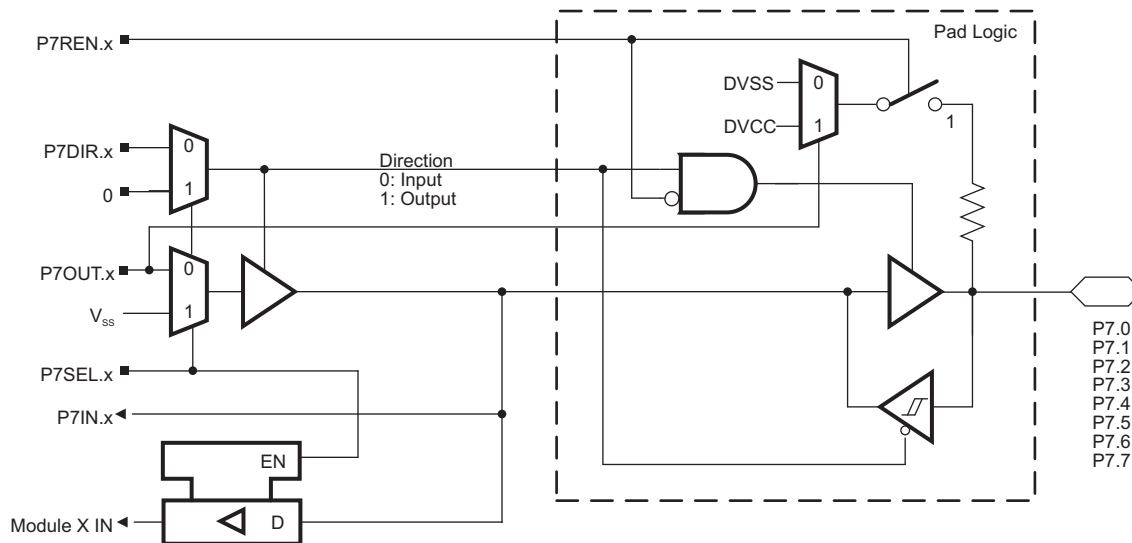 P7REN.x
Pad Logic
DVSS
0
DVCC
1
1
P7DIR.x
0
0
1
Direction
0: Input
1: Output
P7OUT.x
0
VSS
1
P7SEL.x
P7IN.x
EN
Module X IN
D
P7.0
P7.1
P7.2
P7.3
P7.4
P7.5
P7.6
P7.7